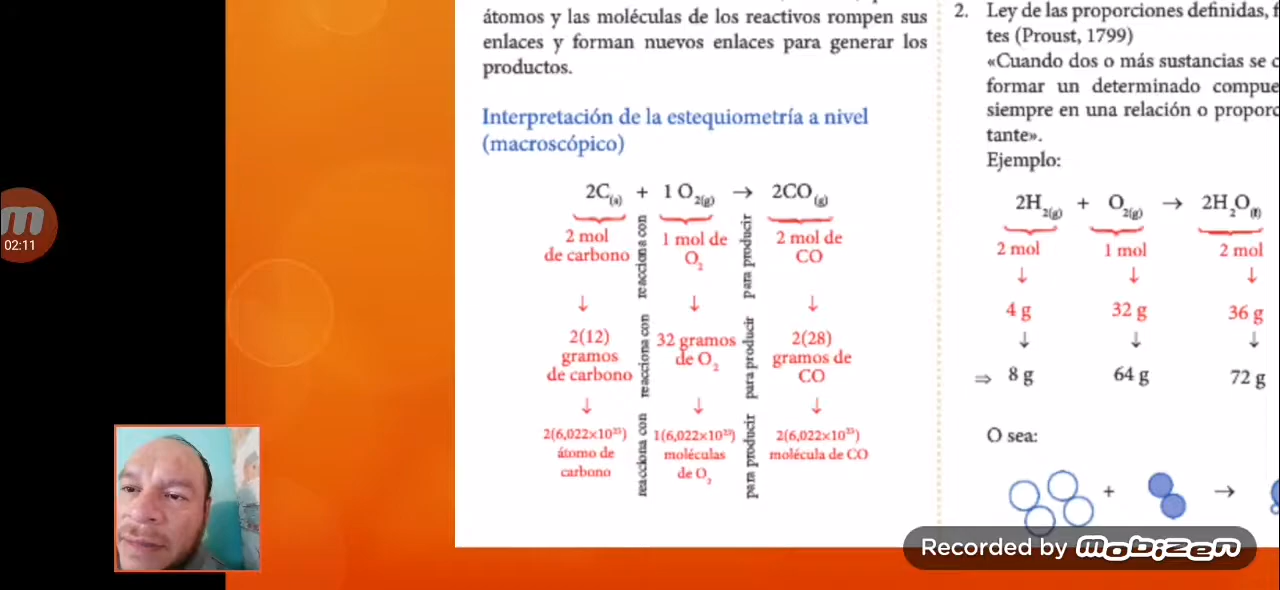 átomos y las moléculas de los reactivos rompen sus
enlaces y forman nuevos enlaces para generar los
productos.
Interpretación de la estequiometría a nivel
(macroscópico)
2C(s) + 1 O2(g) → 2CO(g)
2 mol
de carbono
reacciona con
1 mol de
O2
para producir
2 mol de
CO
↓ ↓ ↓
2(12)
gramos
de carbono
reacciona con
32 gramos
de O2
para producir
2(28)
gramos de
CO
↓ ↓ ↓
2(6,022×10²³)
átomo de
carbono
reacciona con
1(6,022×10²³)
moléculas
de O2
para producir
2(6,022×10²³)
molécula de CO
2. Ley de las proporciones definidas,
tes (Proust, 1799)
«Cuando dos o más sustancias se
formar un determinado compue
siempre en una relación o proporc
tante».
Ejemplo:
2H2(g) + O2(g) → 2H2O(ℓ)
2 mol 1 mol 2 mol
↓ ↓ ↓
4 g 32 g 36 g
↓ ↓ ↓
⇒ 8 g 64 g 72 g
O sea:
+ →
02:11
Recorded by mobizen